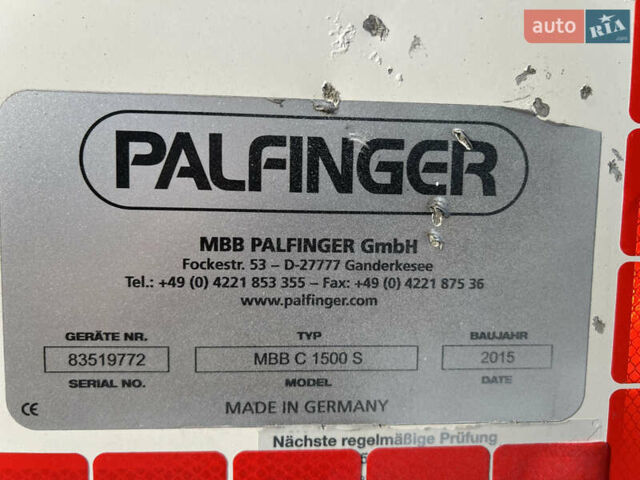 auto RIA
.com
PALFINGER
MBB PALFINGER GmbH
Fockestr. 53 – D-27777 Ganderkesee
Tel.: +49 (0) 4221 853 355 – Fax: +49 (0) 4221 875 36
www.palfinger.com
GERÄTE NR. TYP BAUJAHR
83519772 MBB C 1500 S 2015
SERIAL NO. MODEL DATE
CE MADE IN GERMANY
Nächste regelmäßige Prüfung